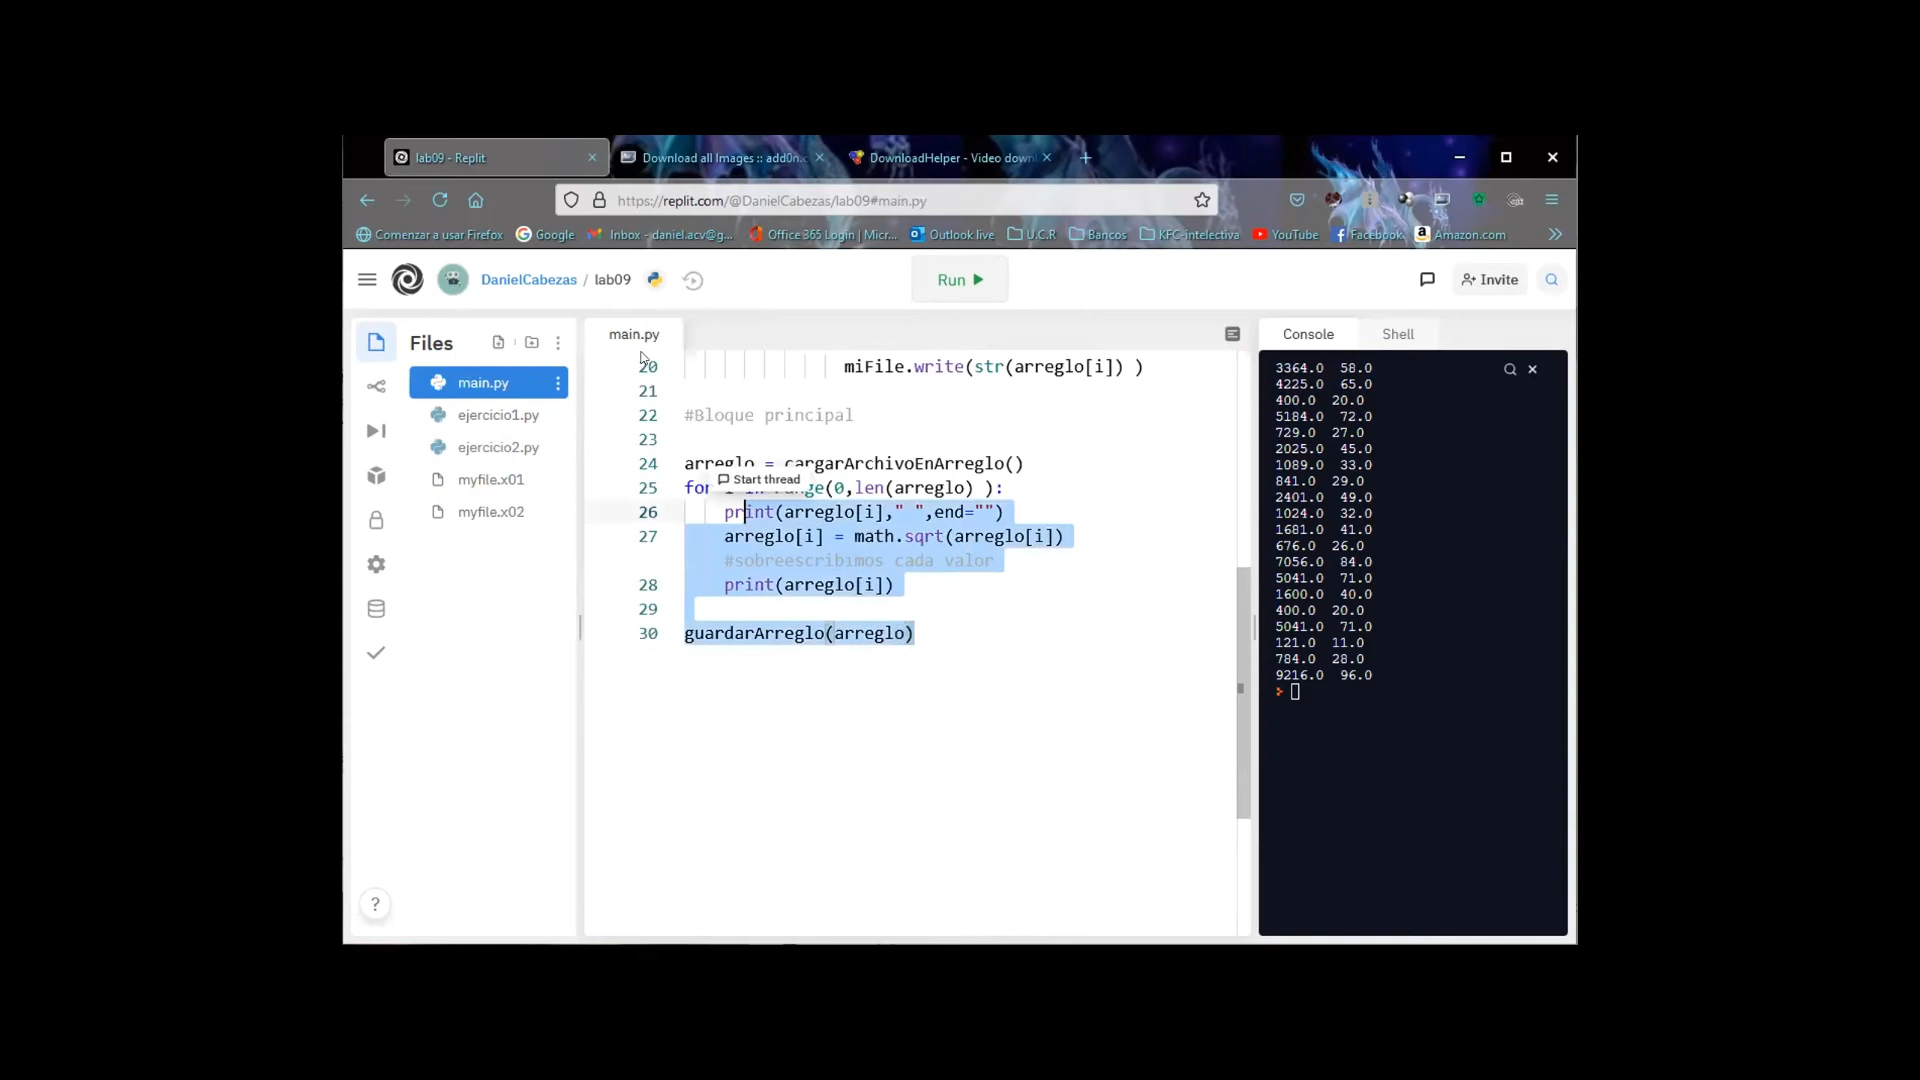 lab09 - Replit
Download all Images :: add0n.c
DownloadHelper - Video down
https://replit.com/@DanielCabezas/lab09#main.py
Comenzar a usar Firefox
Google
Inbox - daniel.acv@g...
Office 365 Login | Micr...
Outlook live
U.C.R
Bancos
KFC-intelectiva
YouTube
Facebook
Amazon.com
DanielCabezas / lab09
Run
Invite
Files
main.py
ejercicio1.py
ejercicio2.py
myfile.x01
myfile.x02
?
main.py
20 miFile.write(str(arreglo[i]) )
21
22 #Bloque principal
23
24 arreglo = cargarArchivoEnArreglo()
Start thread
25 for i in range(0,len(arreglo) ):
26 print(arreglo[i]," ",end="")
27 arreglo[i] = math.sqrt(arreglo[i])
#sobreescribimos cada valor
28 print(arreglo[i])
29
30 guardarArreglo(arreglo)
Console
Shell
3364.0 58.0
4225.0 65.0
400.0 20.0
5184.0 72.0
729.0 27.0
2025.0 45.0
1089.0 33.0
841.0 29.0
2401.0 49.0
1024.0 32.0
1681.0 41.0
676.0 26.0
7056.0 84.0
5041.0 71.0
1600.0 40.0
400.0 20.0
5041.0 71.0
121.0 11.0
784.0 28.0
9216.0 96.0